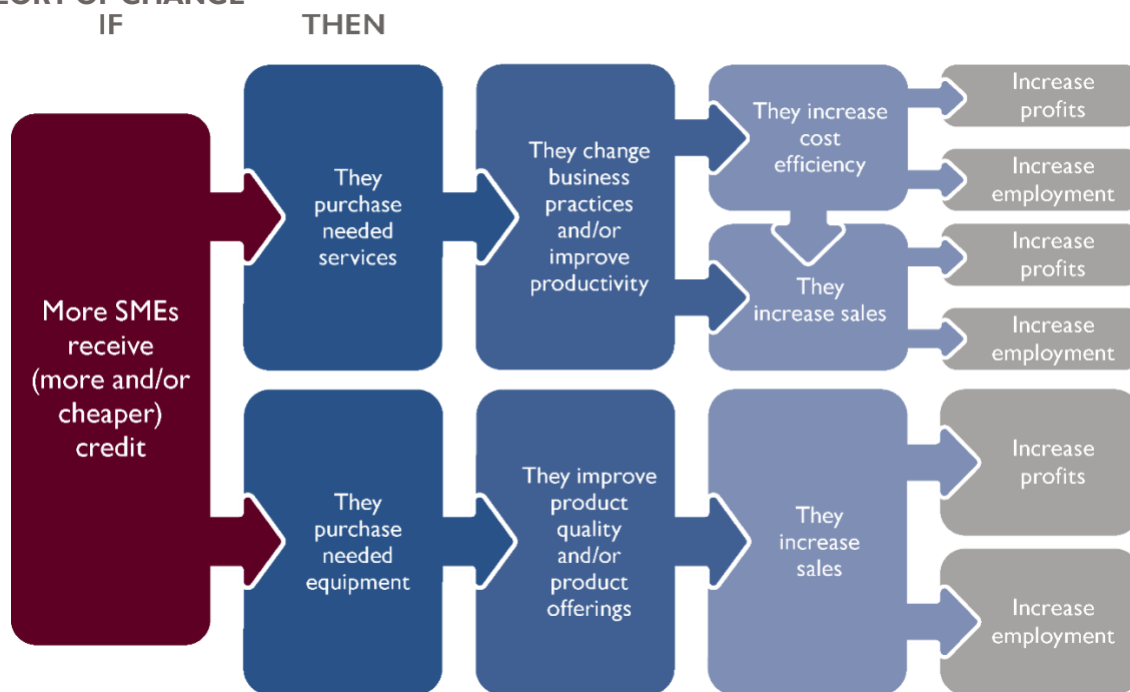 OF CHANGE
IF
THEN
More SMEs
receive
(more and/or
cheaper)
credit
They
purchase
needed
services
They change
business
practices
and/or
improve
productivity
They increase
cost
efficiency
Increase
profits
Increase
employment
They
increase sales
Increase
profits
Increase
employment
They
purchase
needed
equipment
They improve
product
quality
and/or
product
offerings
They
increase
sales
Increase
profits
Increase
employment